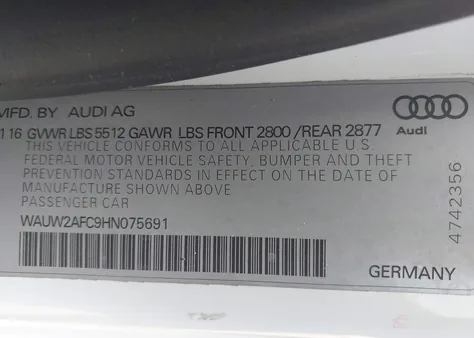 MFD. BY AUDI AG
116 GVWR LBS 5512 GAWR LBS FRONT 2800 /REAR 2877
THIS VEHICLE CONFORMS TO ALL APPLICABLE U.S.
FEDERAL MOTOR VEHICLE SAFETY, BUMPER AND THEFT
PREVENTION STANDARDS IN EFFECT ON THE DATE OF
MANUFACTURE SHOWN ABOVE
PASSENGER CAR
WAUW2AFC9HN075691
Audi
4742356
GERMANY